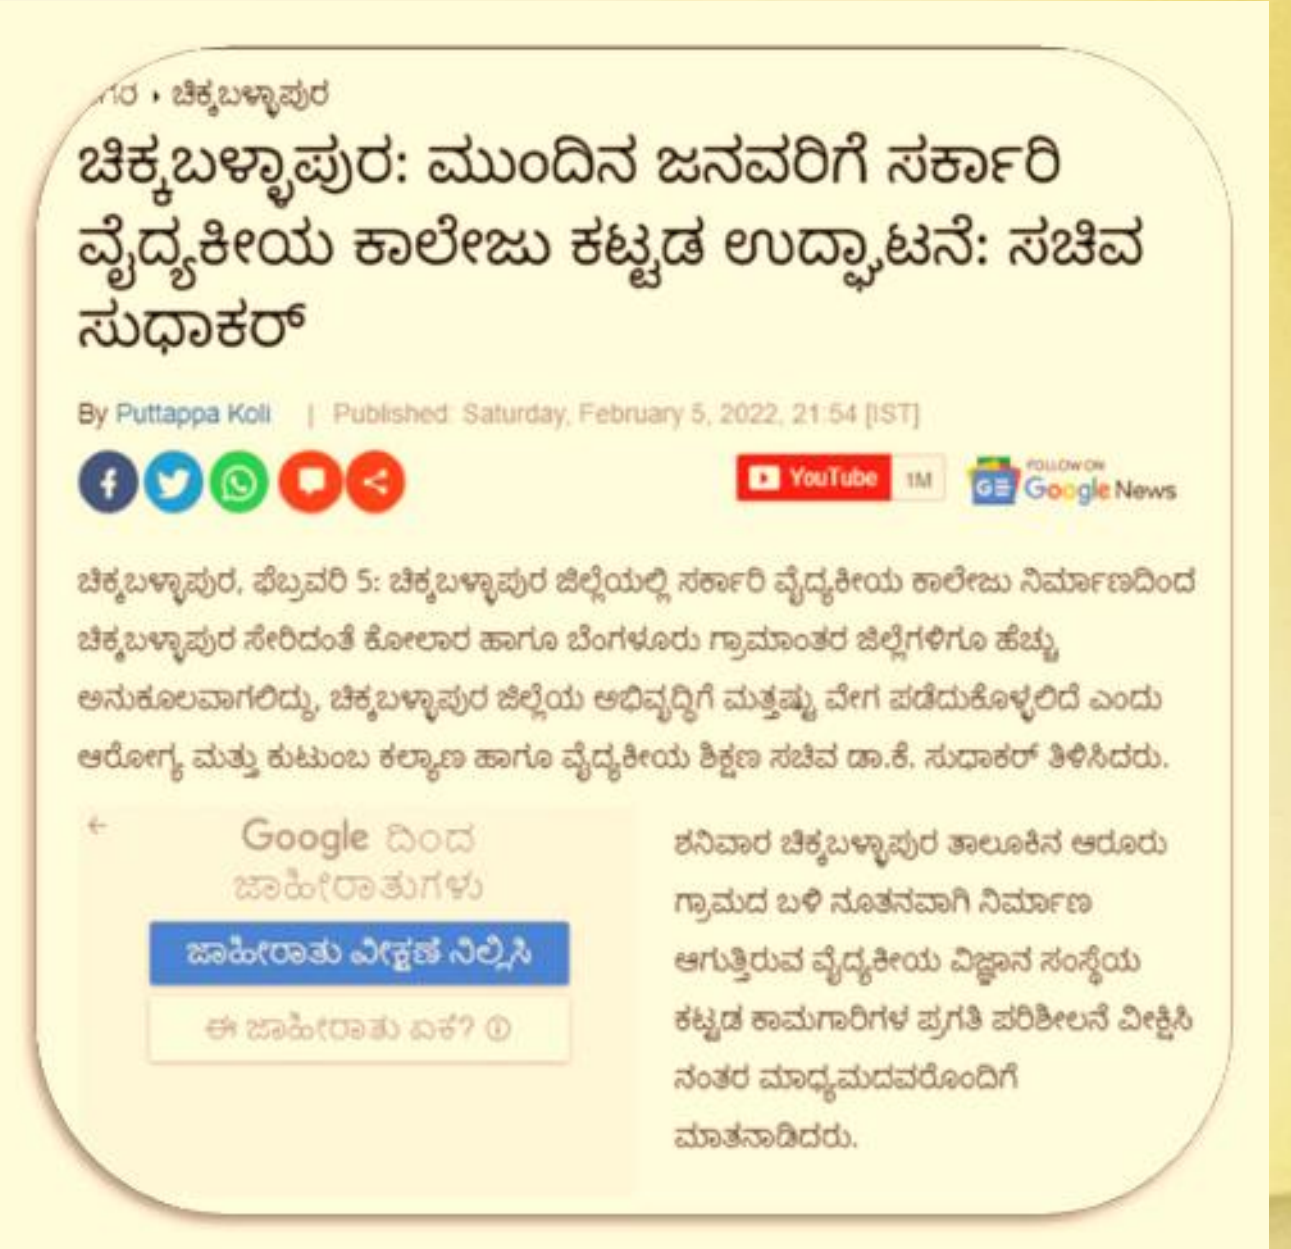 ಚಿಕ್ಕಬಳ್ಳಾಪುರ
ಚಿಕ್ಕಬಳ್ಳಾಪುರ: ಮುಂದಿನ ಜನವರಿಗೆ ಸರ್ಕಾರಿ
ವೈದ್ಯಕೀಯ ಕಾಲೇಜು ಕಟ್ಟಡ ಉದ್ಘಾಟನೆ: ಸಚಿವ
ಸುಧಾಕರ್
By Puttappa Koli | Published: Saturday, February 5, 2022, 21:54 [IST]
YouTube 1M FOLLOW ON
Google News
ಚಿಕ್ಕಬಳ್ಳಾಪುರ, ಫೆಬ್ರವರಿ 5: ಚಿಕ್ಕಬಳ್ಳಾಪುರ ಜಿಲ್ಲೆಯಲ್ಲಿ ಸರ್ಕಾರಿ ವೈದ್ಯಕೀಯ ಕಾಲೇಜು ನಿರ್ಮಾಣದಿಂದ
ಚಿಕ್ಕಬಳ್ಳಾಪುರ ಸೇರಿದಂತೆ ಕೋಲಾರ ಹಾಗೂ ಬೆಂಗಳೂರು ಗ್ರಾಮಾಂತರ ಜಿಲ್ಲೆಗಳಿಗೂ ಹೆಚ್ಚು
ಅನುಕೂಲವಾಗಲಿದ್ದು, ಚಿಕ್ಕಬಳ್ಳಾಪುರ ಜಿಲ್ಲೆಯ ಅಭಿವೃದ್ಧಿಗೆ ಮತ್ತಷ್ಟು ವೇಗ ಪಡೆದುಕೊಳ್ಳಲಿದೆ ಎಂದು
ಆರೋಗ್ಯ ಮತ್ತು ಕುಟುಂಬ ಕಲ್ಯಾಣ ಹಾಗೂ ವೈದ್ಯಕೀಯ ಶಿಕ್ಷಣ ಸಚಿವ ಡಾ.ಕೆ. ಸುಧಾಕರ್ ತಿಳಿಸಿದರು.
Google ದಿಂದ
ಜಾಹೀರಾತುಗಳು
ಜಾಹೀರಾತು ವೀಕ್ಷಣೆ ನಿಲ್ಲಿಸಿ
ಈ ಜಾಹೀರಾತು ಏಕೆ?
ಶನಿವಾರ ಚಿಕ್ಕಬಳ್ಳಾಪುರ ತಾಲೂಕಿನ ಆರೂರು
ಗ್ರಾಮದ ಬಳಿ ನೂತನವಾಗಿ ನಿರ್ಮಾಣ
ಆಗುತ್ತಿರುವ ವೈದ್ಯಕೀಯ ವಿಜ್ಞಾನ ಸಂಸ್ಥೆಯ
ಕಟ್ಟಡ ಕಾಮಗಾರಿಗಳ ಪ್ರಗತಿ ಪರಿಶೀಲನೆ ವೀಕ್ಷಿಸಿ
ನಂತರ ಮಾಧ್ಯಮದವರೊಂದಿಗೆ
ಮಾತನಾಡಿದರು.